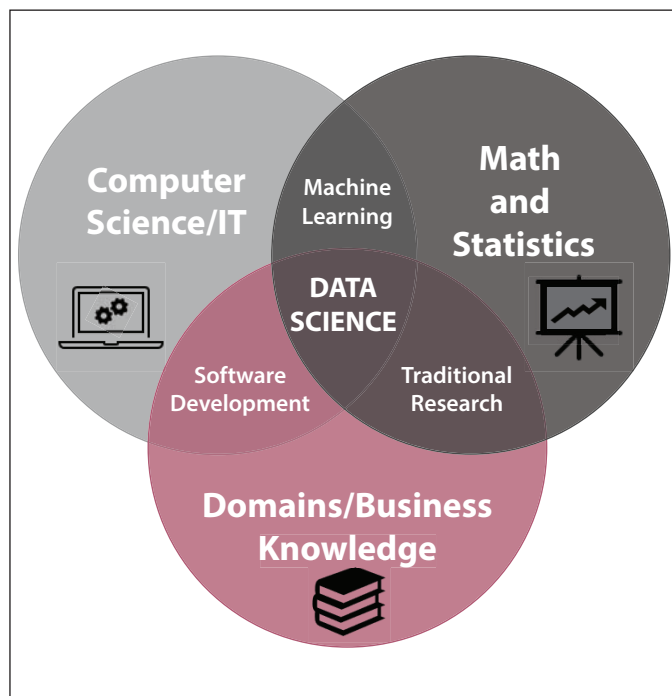 Computer
Science/IT
Math
and
Statistics
Machine
Learning
DATA
SCIENCE
Software
Development
Traditional
Research
Domains/Business
Knowledge